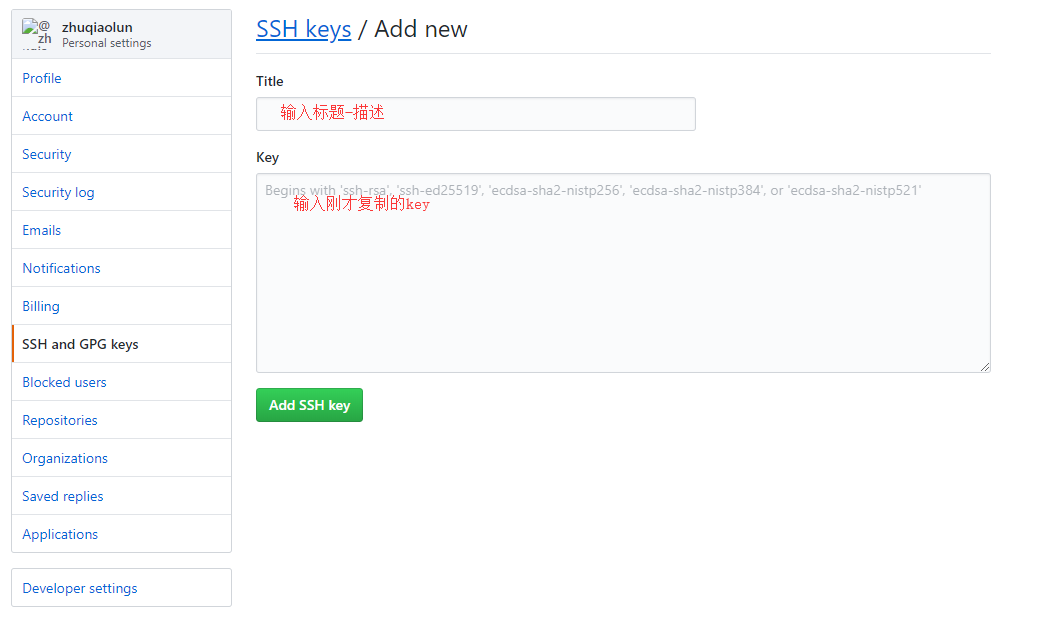 @
zh
zhuqiaolun
Personal settings
Profile
Account
Security
Security log
Emails
Notifications
Billing
SSH and GPG keys
Blocked users
Repositories
Organizations
Saved replies
Applications
Developer settings
SSH keys / Add new
Title
输入标题-描述
Key
Begins with 'ssh-rsa', 'ssh-ed25519', 'ecdsa-sha2-nistp256', 'ecdsa-sha2-nistp384', or 'ecdsa-sha2-nistp521'
输入刚才复制的key
Add SSH key